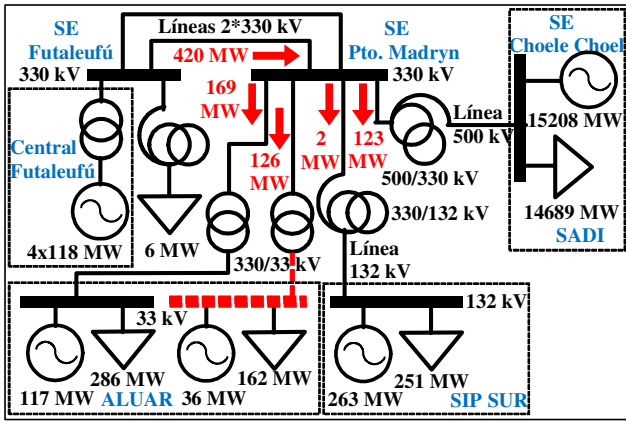 SE
Futaleufú
330 kV
Líneas 2*330 kV
420 MW
SE
Pto. Madryn
330 kV
SE
Choele Choel
169
MW
126
MW
2
MW
123
MW
Línea
500 kV
15208 MW
500/330 kV
14689 MW
SADI
Central
Futaleufú
4x118 MW
6 MW
330/132 kV
330/33 kV
Línea
132 kV
33 kV
132 kV
286 MW
162 MW
251 MW
117 MW
ALUAR
36 MW
263 MW
SIP SUR